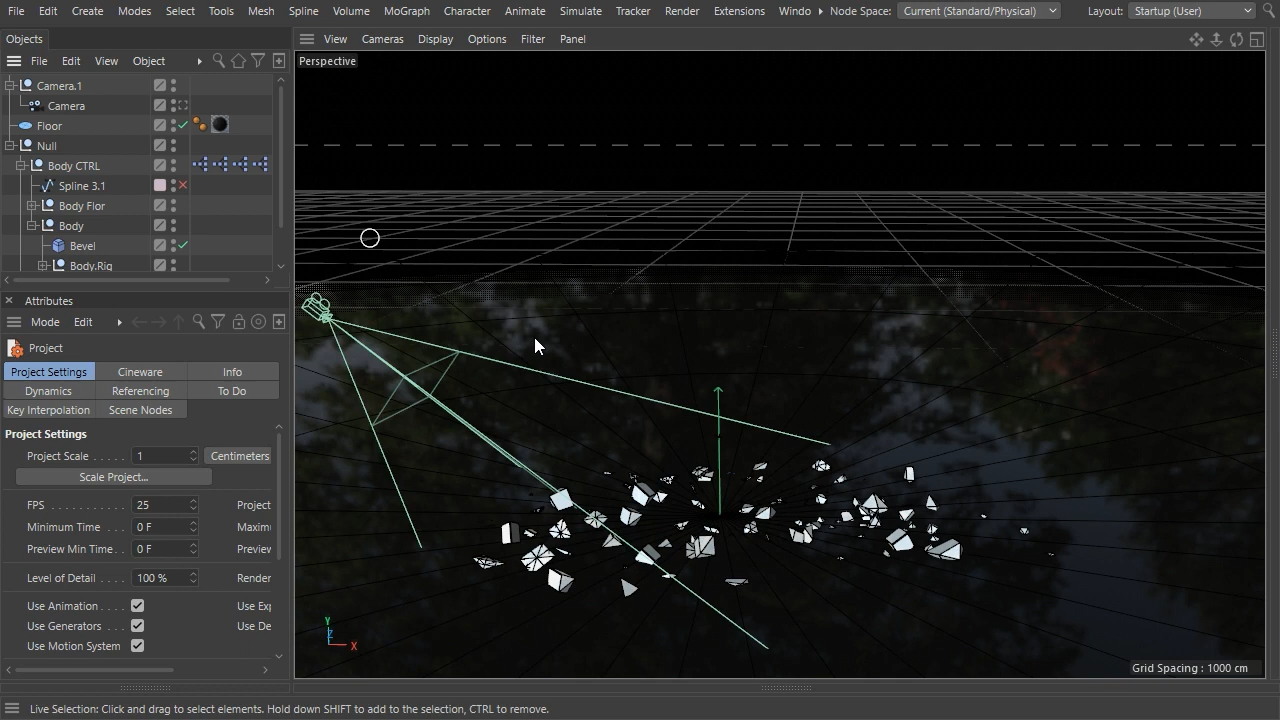 File Edit Create Modes Select Tools Mesh Spline Volume MoGraph Character Animate Simulate Tracker Render Extensions Windo Node Space: Current (Standard/Physical) Layout: Startup (User)
Objects
View Cameras Display Options Filter Panel
File Edit View Object
Perspective
Camera.1
Camera
Floor
Null
Body CTRL
Spline 3.1
Body Flor
Body
Bevel
Body.Rig
Attributes
Mode Edit
Project
Project Settings Cineware Info
Dynamics Referencing To Do
Key Interpolation Scene Nodes
Project Settings
Project Scale . . . . . 1 Centimeters
Scale Project...
FPS . . . . . . . . . . 25 Project
Minimum Time . . . 0 F Maxim
Preview Min Time . . 0 F Preview
Level of Detail . . . . 100 % Render
Use Animation . . . . Use Exp
Use Generators . . . Use De
Use Motion System
Y
Z
X
Grid Spacing : 1000 cm
Live Selection: Click and drag to select elements. Hold down SHIFT to add to the selection, CTRL to remove.